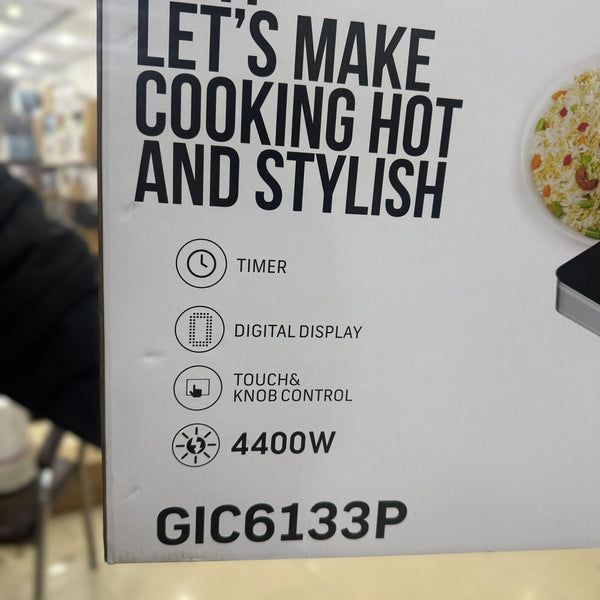 LET'S MAKE
COOKING HOT
AND STYLISH
TIMER
DIGITAL DISPLAY
TOUCH&
KNOB CONTROL
4400W
GIC6133P